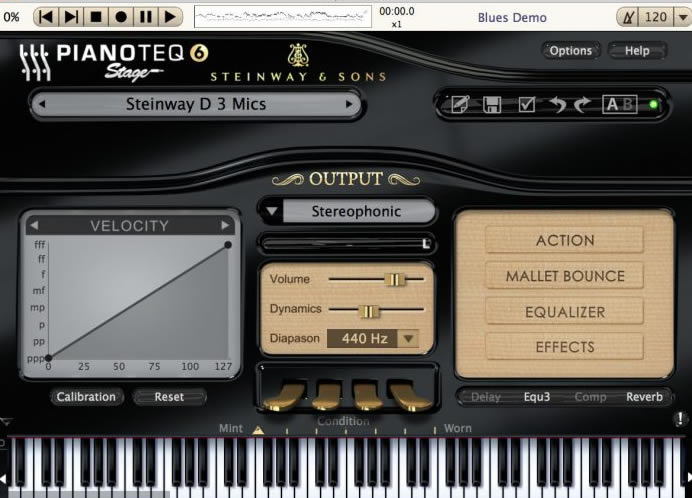 0%
00:00.0
x1
Blues Demo
120
PIANOTEQ 6
Stage
STEINWAY & SONS
Options
Help
Steinway D 3 Mics
A B
OUTPUT
VELOCITY
fff
ff
f
mf
mp
p
pp
ppp
0 25 50 75 100 127
Calibration
Reset
Stereophonic
L
Volume
Dynamics
Diapason 440 Hz
ACTION
MALLET BOUNCE
EQUALIZER
EFFECTS
Delay Equ3 Comp Reverb
Mint Condition Worn
!